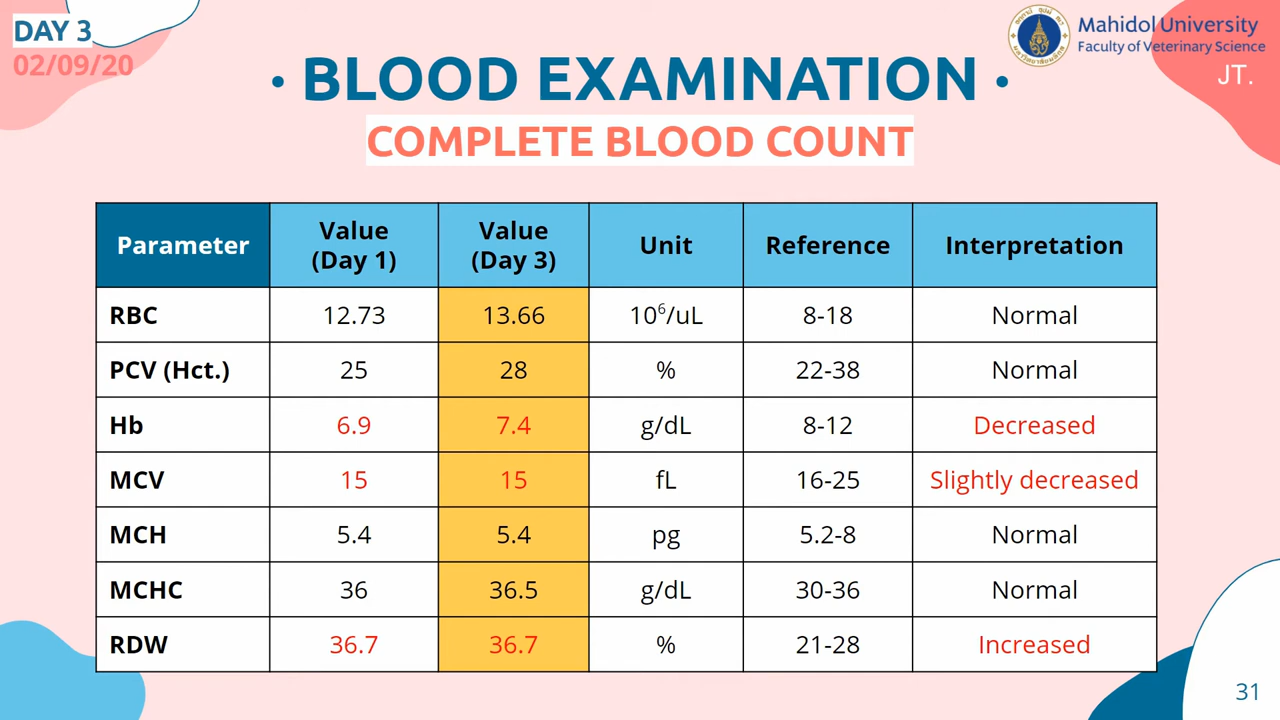 DAY 3
02/09/20
Mahidol University
Faculty of Veterinary Science
JT.
• BLOOD EXAMINATION •
COMPLETE BLOOD COUNT
Parameter Value (Day 1) Value (Day 3) Unit Reference Interpretation
RBC 12.73 13.66 10⁶/uL 8-18 Normal
PCV (Hct.) 25 28 % 22-38 Normal
Hb 6.9 7.4 g/dL 8-12 Decreased
MCV 15 15 fL 16-25 Slightly decreased
MCH 5.4 5.4 pg 5.2-8 Normal
MCHC 36 36.5 g/dL 30-36 Normal
RDW 36.7 36.7 % 21-28 Increased
31